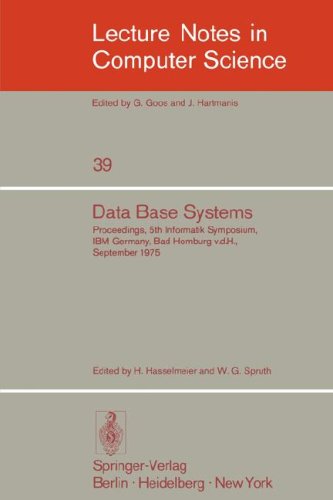 Lecture Notes in
Computer Science
Edited by G. Goos and J. Hartmanis
39
Data Base Systems
Proceedings, 5th Informatik Symposium,
IBM Germany, Bad Homburg v.d.H.,
September 1975
Edited by H. Hasselmeier and W. G. Spruth
Springer-Verlag
Berlin · Heidelberg · New York